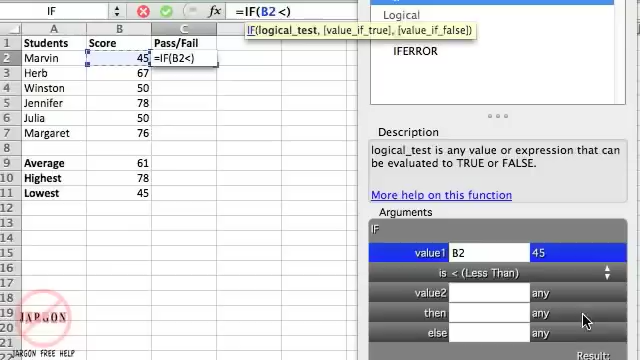 IF
=IF(B2<)
IF(logical_test, [value_if_true], [value_if_false])
A
B
C
D
E
1 Students Score Pass/Fail
2 Marvin 45 =IF(B2<)
3 Herb 67
4 Winston 50
5 Jennifer 78
6 Julia 50
7 Margaret 76
8
9 Average 61
10 Highest 78
11 Lowest 45
12
13
14
15
16
17
18
19
20
21
JARGON
JARGON FREE HELP
Logical
IFERROR
Description
logical_test is any value or expression that can
be evaluated to TRUE or FALSE.
More help on this function
Arguments
IF
value1 B2 45
is < (Less Than)
value2 any
then any
else any
Result: